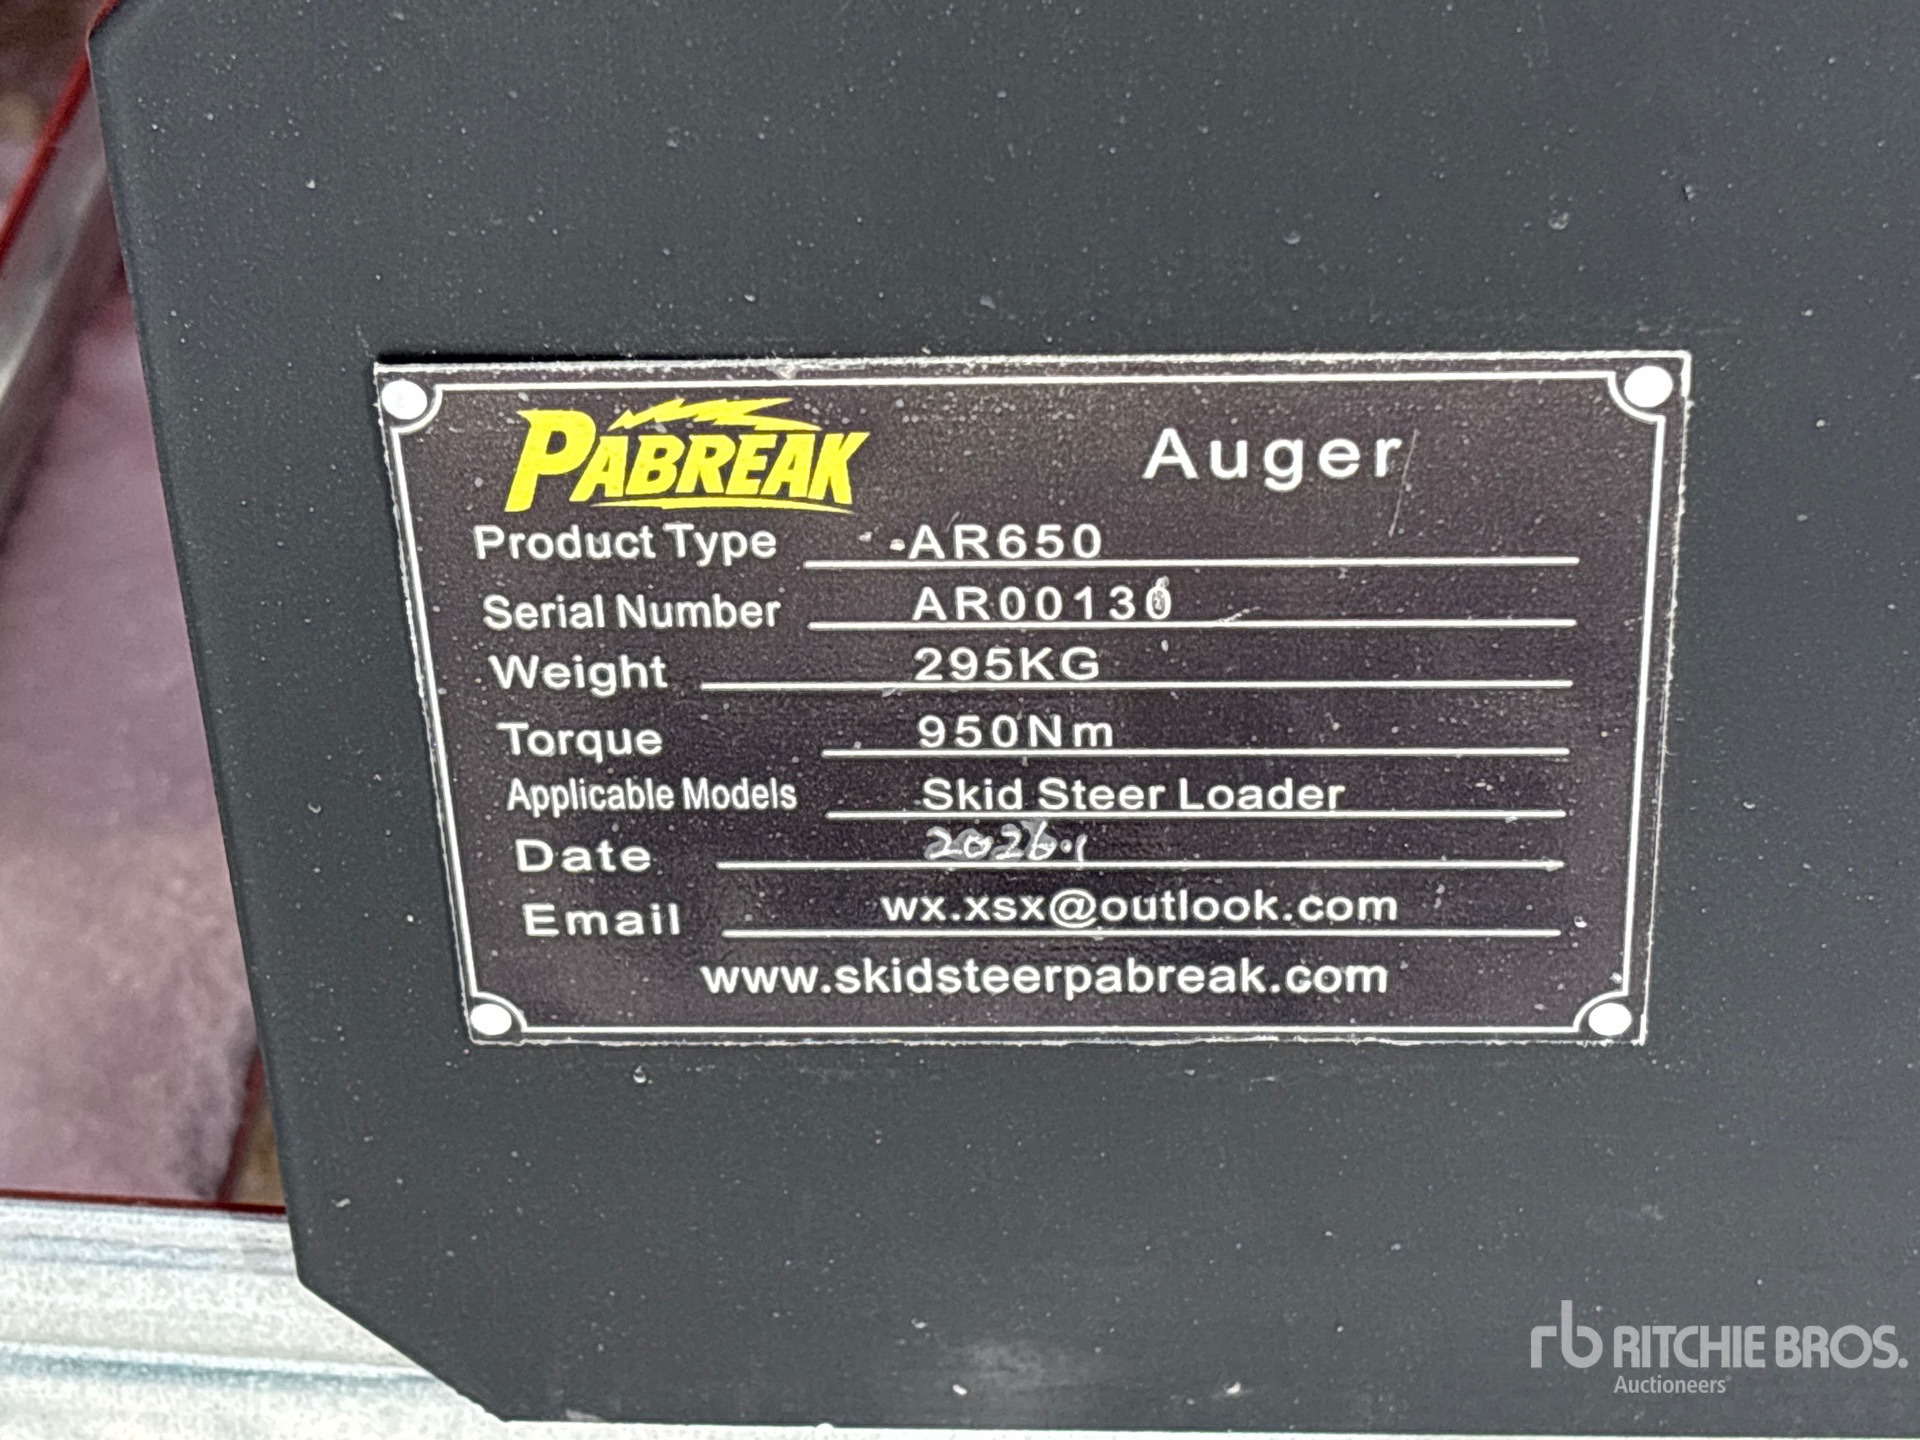 PABREAK
Auger
Product Type AR650
Serial Number
Weight 295KG
Torque 950Nm
Applicable Models Skid Steer Loader
Date 2026.1
Email wx.xsx@outlook.com
www.skidsteerpabreak.com
rb RITCHIE BROS.
Auctioneers